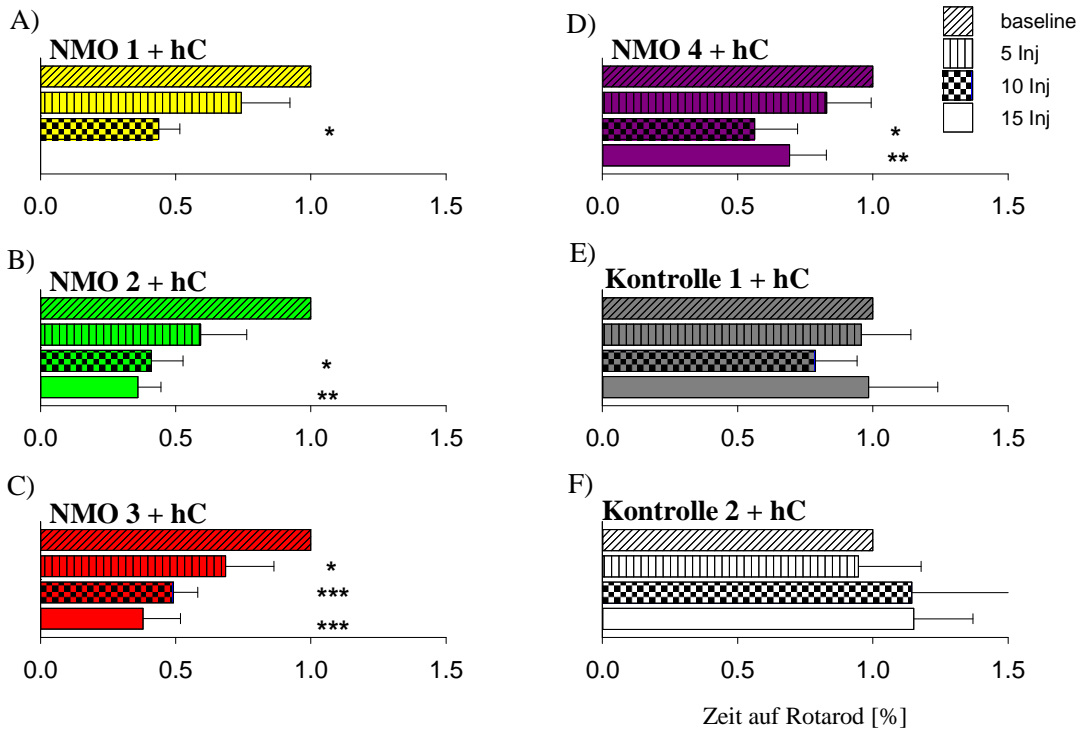 A)
NMO 1 + hC
*
0.0 0.5 1.0 1.5
B)
NMO 2 + hC
*
**
0.0 0.5 1.0 1.5
C)
NMO 3 + hC
*
***
***
0.0 0.5 1.0 1.5
D)
NMO 4 + hC
*
**
0.0 0.5 1.0 1.5
E)
Kontrolle 1 + hC
0.0 0.5 1.0 1.5
F)
Kontrolle 2 + hC
0.0 0.5 1.0 1.5
Zeit auf Rotarod [%]
baseline
5 Inj
10 Inj
15 Inj